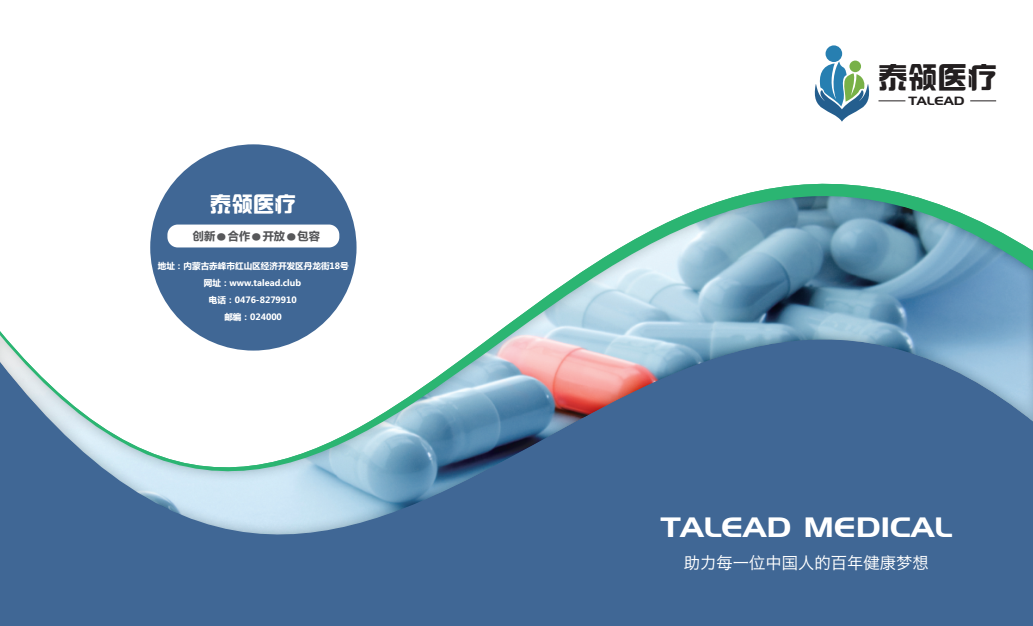 泰领医疗
TALEAD
泰领医疗
创新●合作●开放●包容
地址：内蒙古赤峰市红山区经济开发区丹龙街18号
网址：www.talead.club
电话：0476-8279910
邮编：024000
TALEAD MEDICAL
助力每一位中国人的百年健康梦想